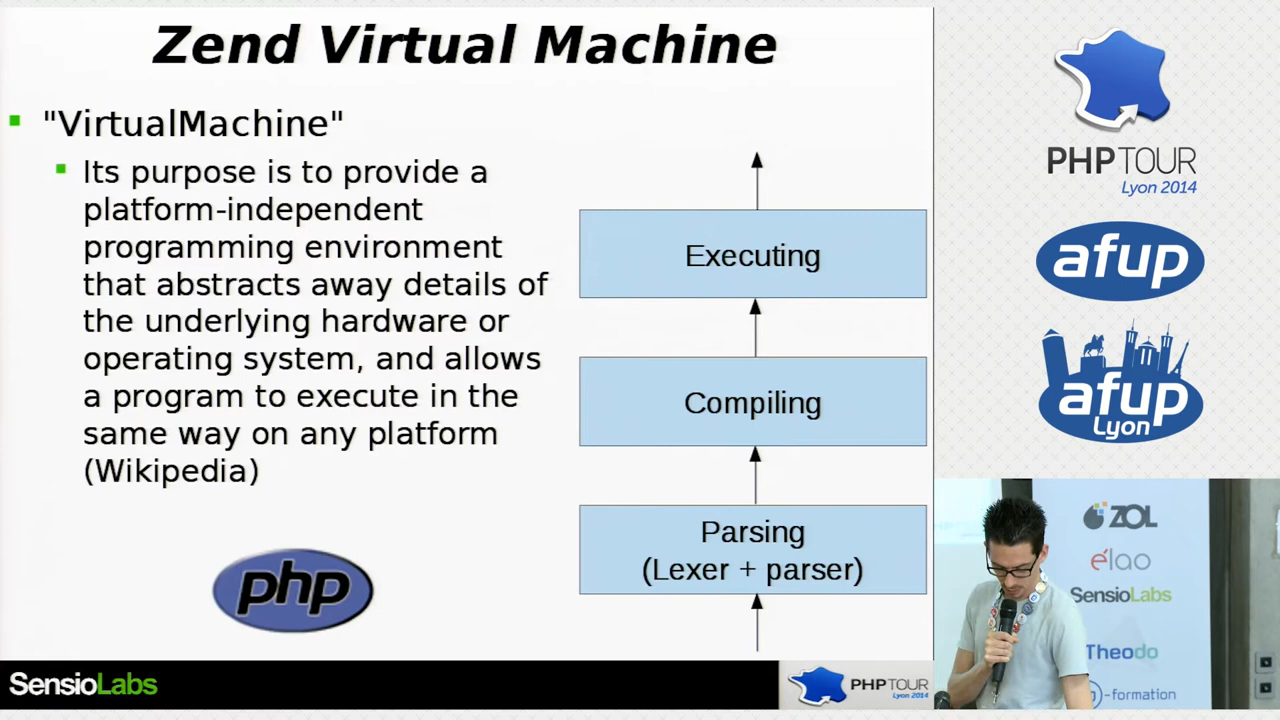 Zend Virtual Machine
"VirtualMachine"
Its purpose is to provide a
platform-independent
programming environment
that abstracts away details of
the underlying hardware or
operating system, and allows
a program to execute in the
same way on any platform
(Wikipedia)
php
Executing
Compiling
Parsing
(Lexer + parser)
SensioLabs
PHPTOUR
Lyon 2014
PHPTOUR
Lyon 2014
afup
afup
Lyon
ZOL
élao
SensioLabs
Theodo
-formation